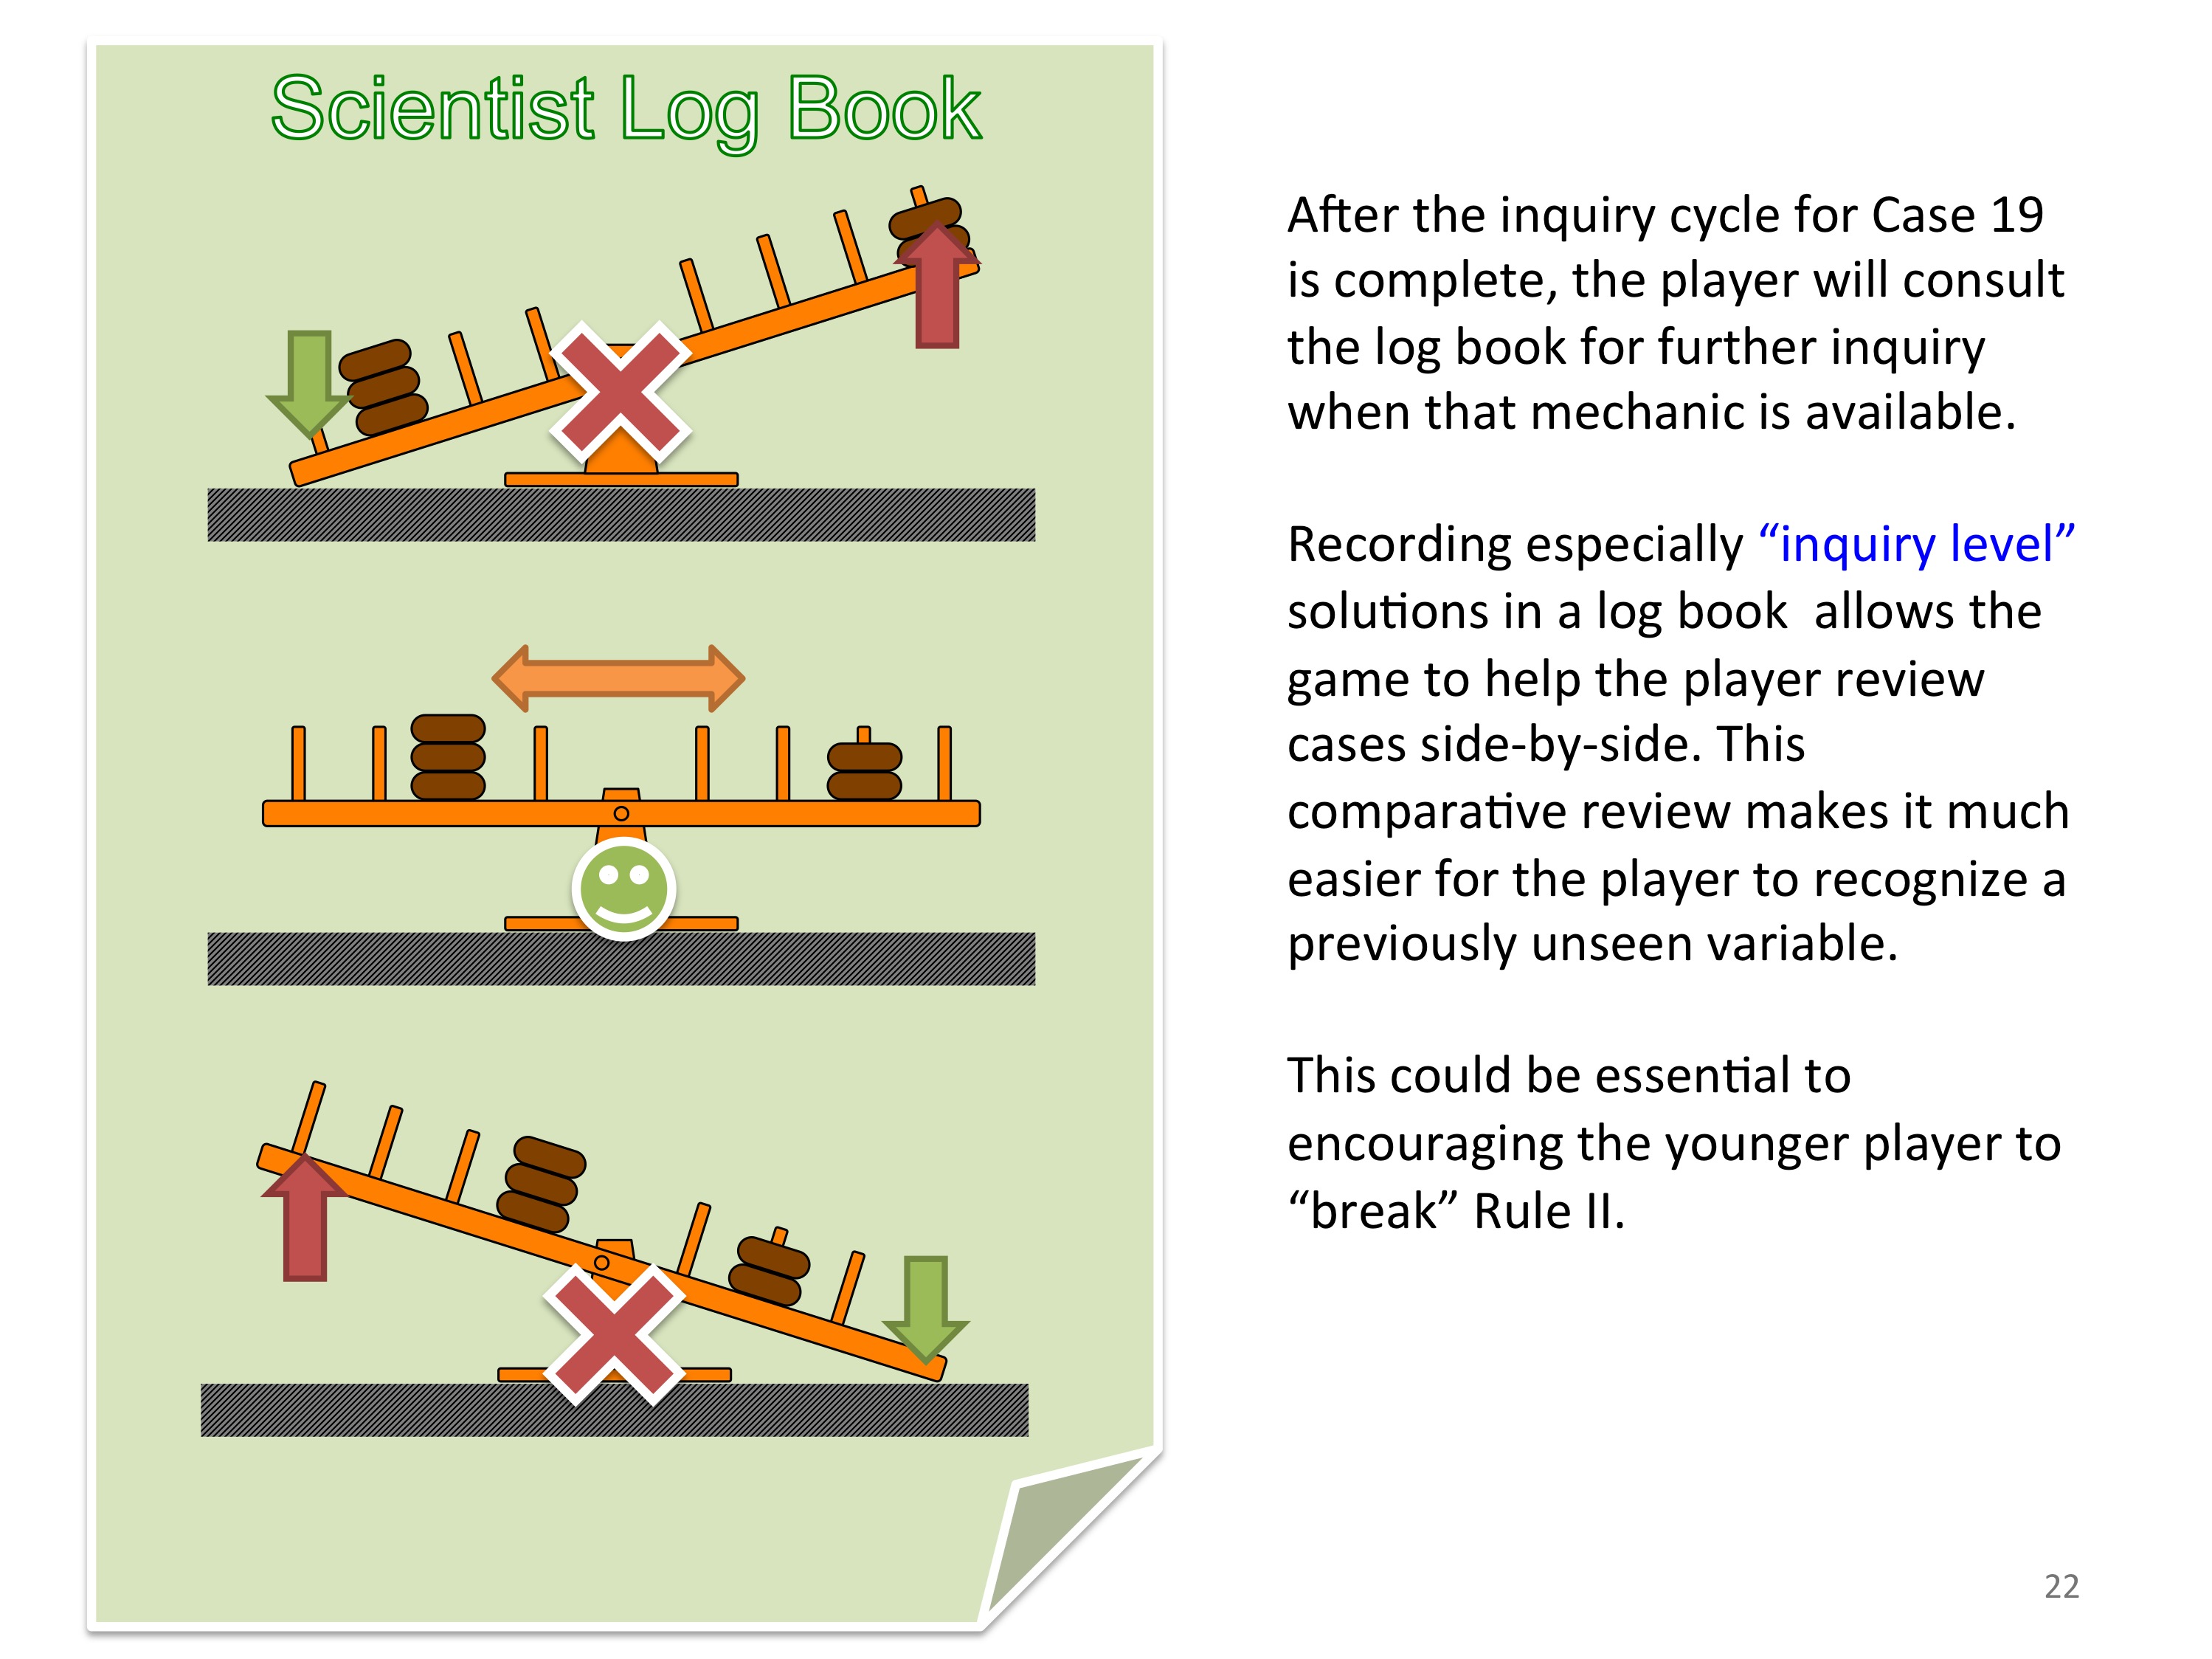 Scientist Log Book
After the inquiry cycle for Case 19
is complete, the player will consult
the log book for further inquiry
when that mechanic is available.
Recording especially “inquiry level”
solutions in a log book  allows the
game to help the player review
cases side-by-side. This
comparative review makes it much
easier for the player to recognize a
previously unseen variable.
This could be essential to
encouraging the younger player to
“break” Rule II.
22